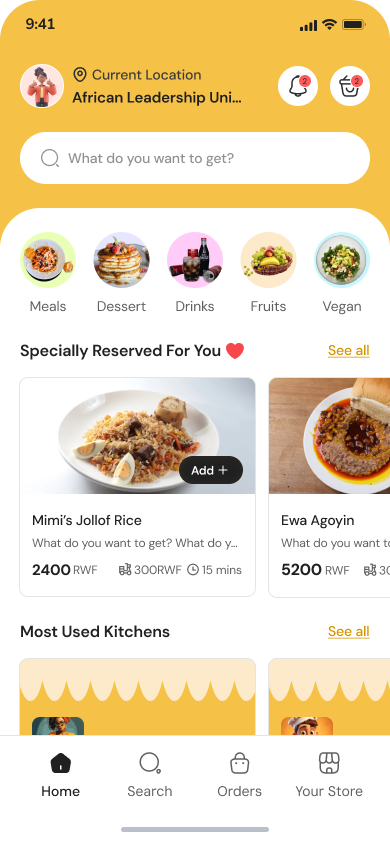 9:41
Current Location
African Leadership Uni...
2
2
What do you want to get?
Meals
Dessert
Drinks
Fruits
Vegan
Specially Reserved For You
See all
Add +
Mimi's Jollof Rice
What do you want to get? What do y...
2400 RWF 300RWF 15 mins
Ewa Agoyin
What do you want to
5200 RWF 30
Most Used Kitchens
See all
Home
Search
Orders
Your Store